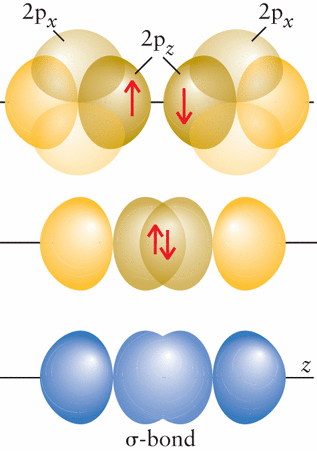 2pₓ 2pₓ
2p𝓏
z
σ-bond